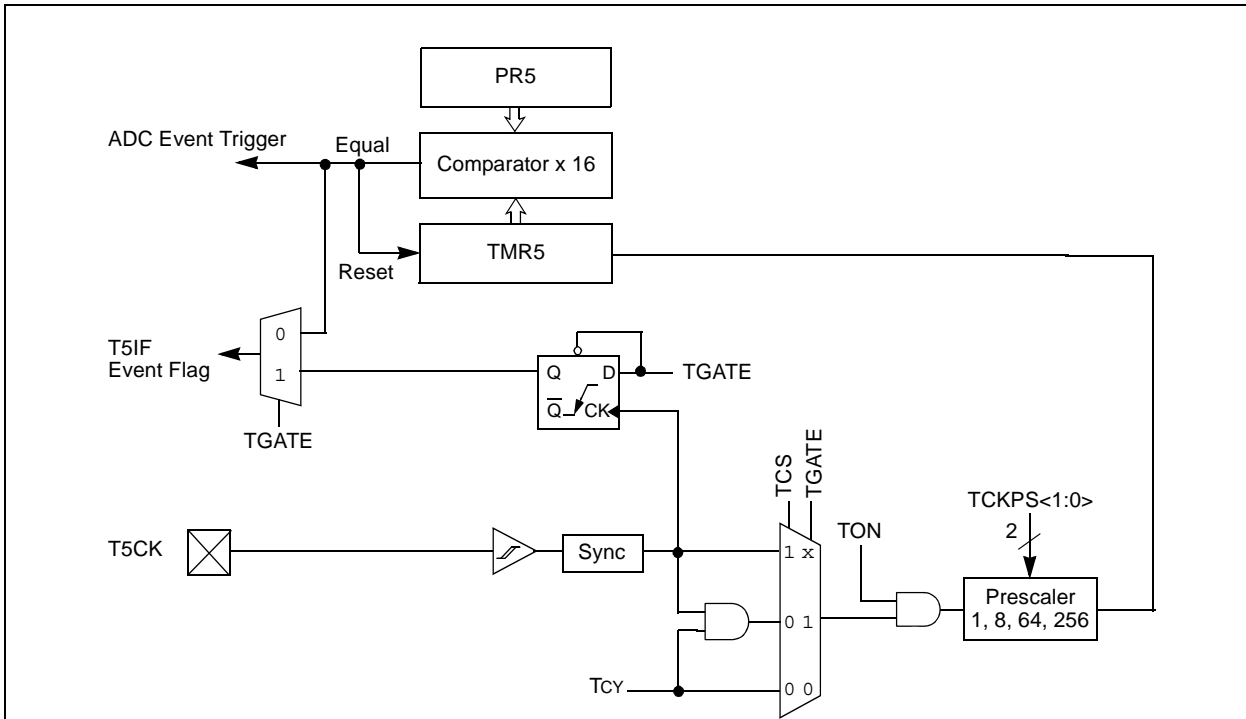 PR5
ADC Event Trigger
Equal
Comparator x 16
TMR5
Reset
0
T5IF
Event Flag
1
TGATE
Q
D
Q
CK
TGATE
TCS
TGATE
TCKPS<1:0>
2
T5CK
Sync
1 x
TON
Prescaler
1, 8, 64, 256
0 1
TCY
0 0